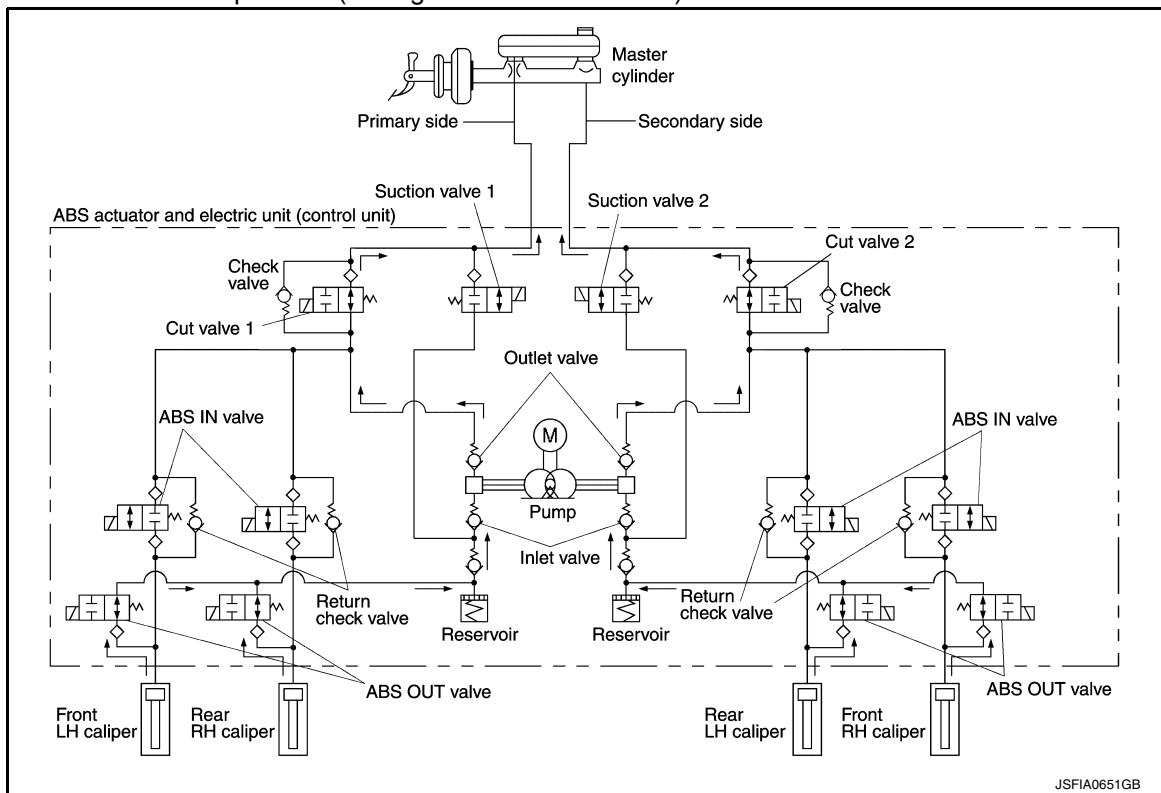 Master
cylinder
Primary side
Secondary side
Suction valve 1
Suction valve 2
ABS actuator and electric unit (control unit)
Cut valve 2
Check
valve
Check
valve
Cut valve 1
Outlet valve
ABS IN valve
ABS IN valve
M
Pump
Inlet valve
Return
check valve
Return
check valve
Reservoir
Reservoir
ABS OUT valve
ABS OUT valve
Front
LH caliper
Rear
RH caliper
Rear
LH caliper
Front
RH caliper
JSFIA0651GB